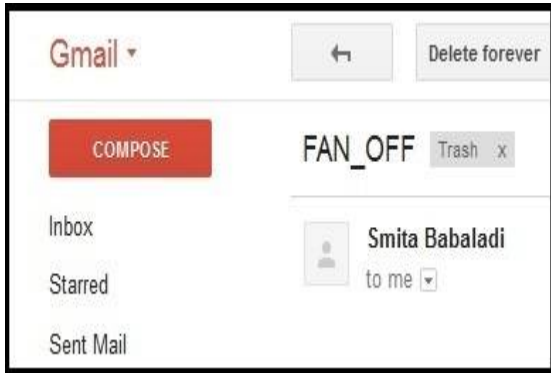 Gmail
Delete forever
COMPOSE
FAN_OFF Trash x
Inbox
Smita Babaladi
Starred
to me
Sent Mail